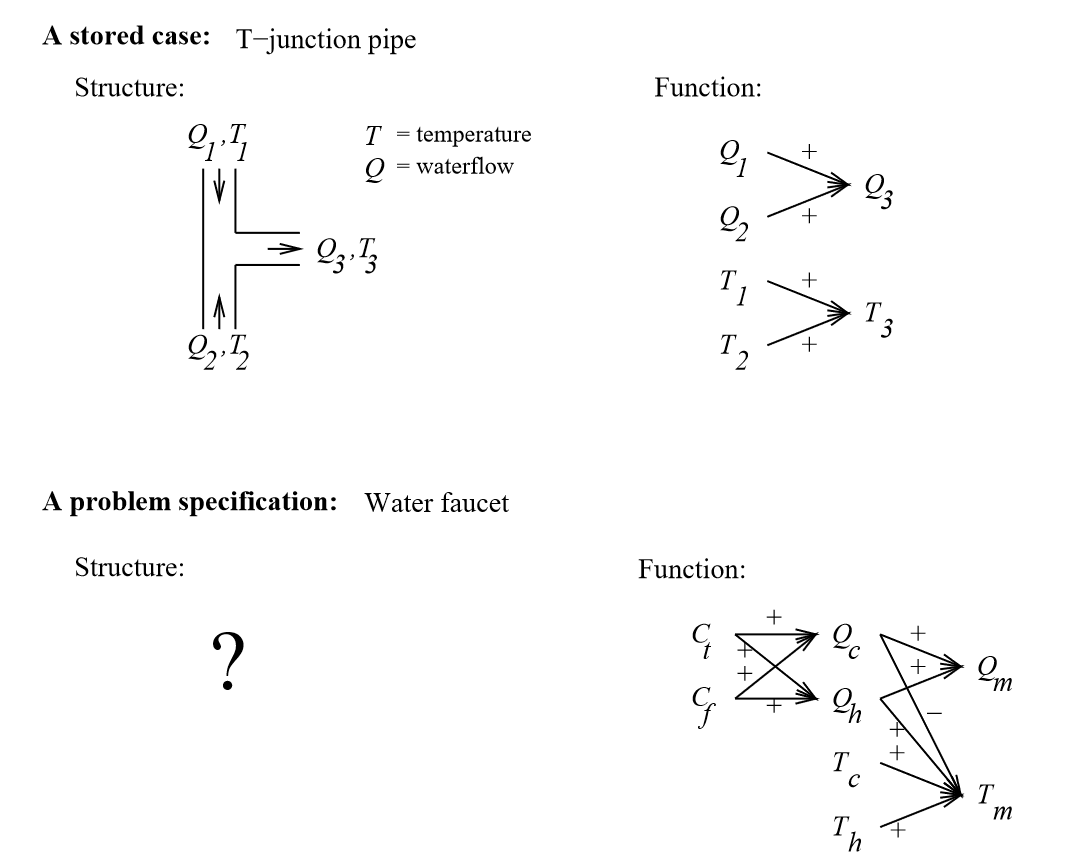 A stored case: T−junction pipe
Structure:
Function:
Q1,T1
T = temperature
Q = waterflow
Q3,T3
Q2,T2
Q1
+
Q3
Q2
+
T1
+
T3
T2
+
A problem specification: Water faucet
Structure:
Function:
?
Ct
+
Qc
+
+
+
Qm
+
Cf
+
Qh
−
+
Tc
+
Tm
Th
+